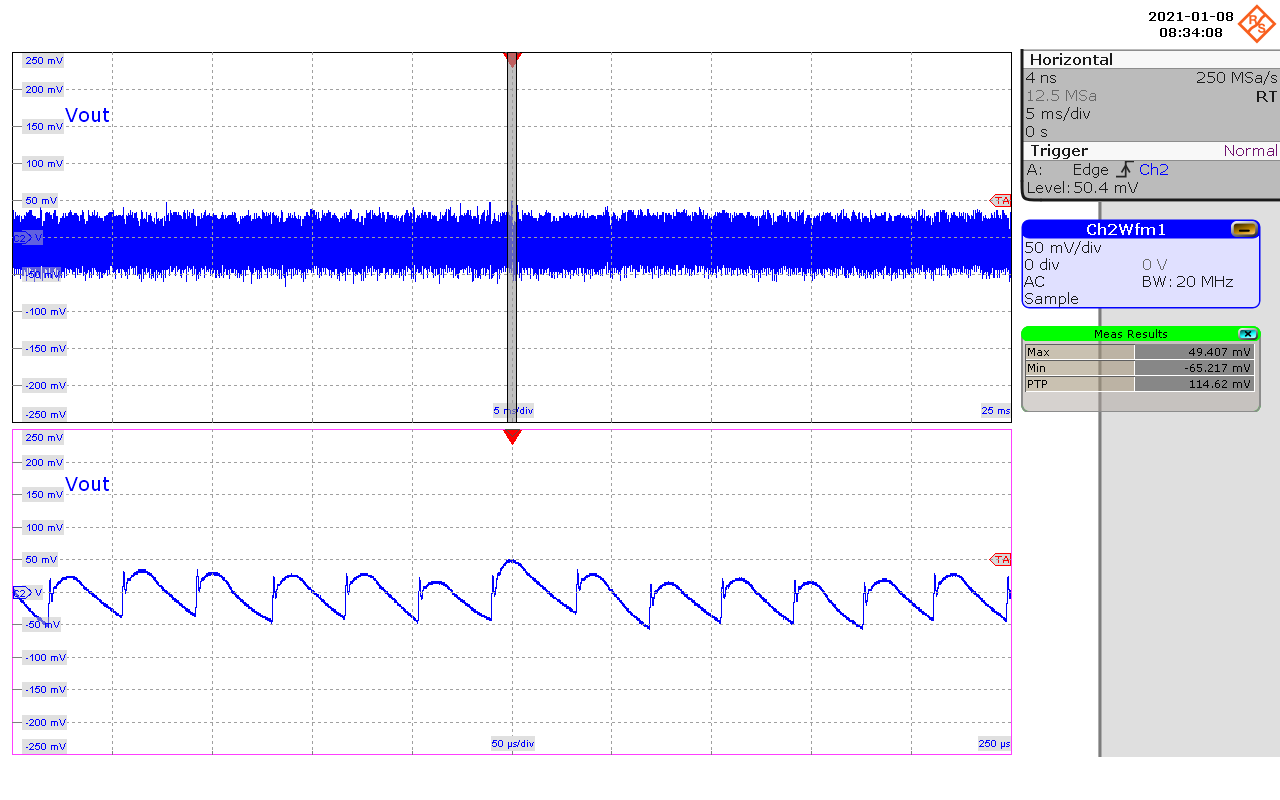 2021-01-08
08:34:08
R&S
250 mV
200 mV
Vout
150 mV
100 mV
50 mV
TA
C2 V
-50 mV
-100 mV
-150 mV
-200 mV
-250 mV
5 ms/div
25 ms
250 mV
200 mV
Vout
150 mV
100 mV
50 mV
TA
C2 V
-50 mV
-100 mV
-150 mV
-200 mV
-250 mV
50 µs/div
250 µs
Horizontal
4 ns 250 MSa/s
12.5 MSa RT
5 ms/div
0 s
Trigger Normal
A: Edge Ch2
Level: 50.4 mV
Ch2Wfm1
50 mV/div
0 div 0 V
AC BW: 20 MHz
Sample
Meas Results
Max 49.407 mV
Min -65.217 mV
PTP 114.62 mV